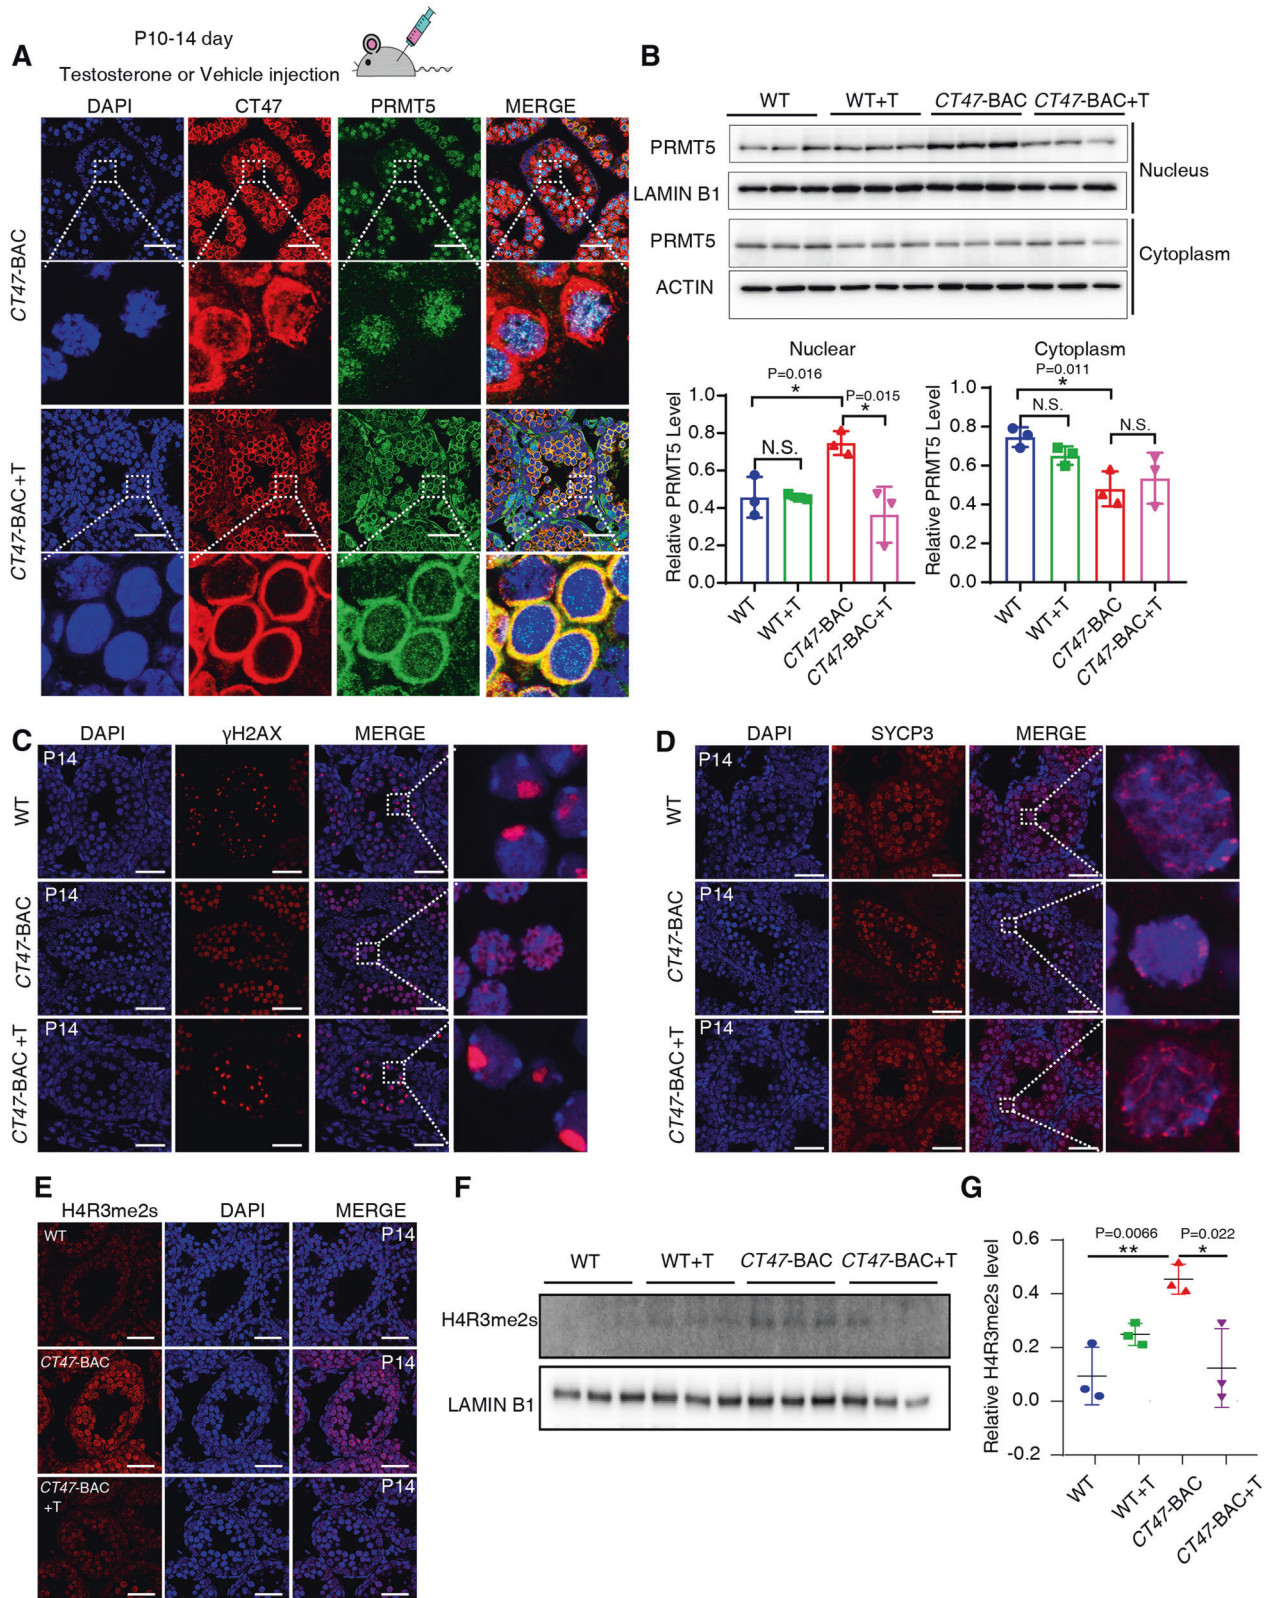 P10-14 day
A
Testosterone or Vehicle injection
DAPI CT47 PRMT5 MERGE
CT47-BAC
CT47-BAC+T
B
WT WT+T CT47-BAC CT47-BAC+T
PRMT5
LAMIN B1
Nucleus
PRMT5
ACTIN
Cytoplasm
Nuclear
P=0.016
*
P=0.015
*
N.S.
Relative PRMT5 Level
1.0
0.8
0.6
0.4
0.2
0.0
WT
WT+T
CT47-BAC
CT47-BAC+T
Cytoplasm
P=0.011
*
N.S.
N.S.
Relative PRMT5 Level
1.0
0.8
0.6
0.4
0.2
0.0
WT
WT+T
CT47-BAC
CT47-BAC+T
C
DAPI γH2AX MERGE
P14
WT
P14
CT47-BAC
P14
CT47-BAC+T
D
DAPI SYCP3 MERGE
P14
WT
P14
CT47-BAC
P14
CT47-BAC+T
E
H4R3me2s DAPI MERGE
WT P14
CT47-BAC P14
CT47-BAC P14
+T
F
WT WT+T CT47-BAC CT47-BAC+T
H4R3me2s
LAMIN B1
G
P=0.0066 P=0.022
** *
Relative H4R3me2s level
0.6
0.4
0.2
0.0
-0.2
WT
WT+T
CT47-BAC
CT47-BAC+T